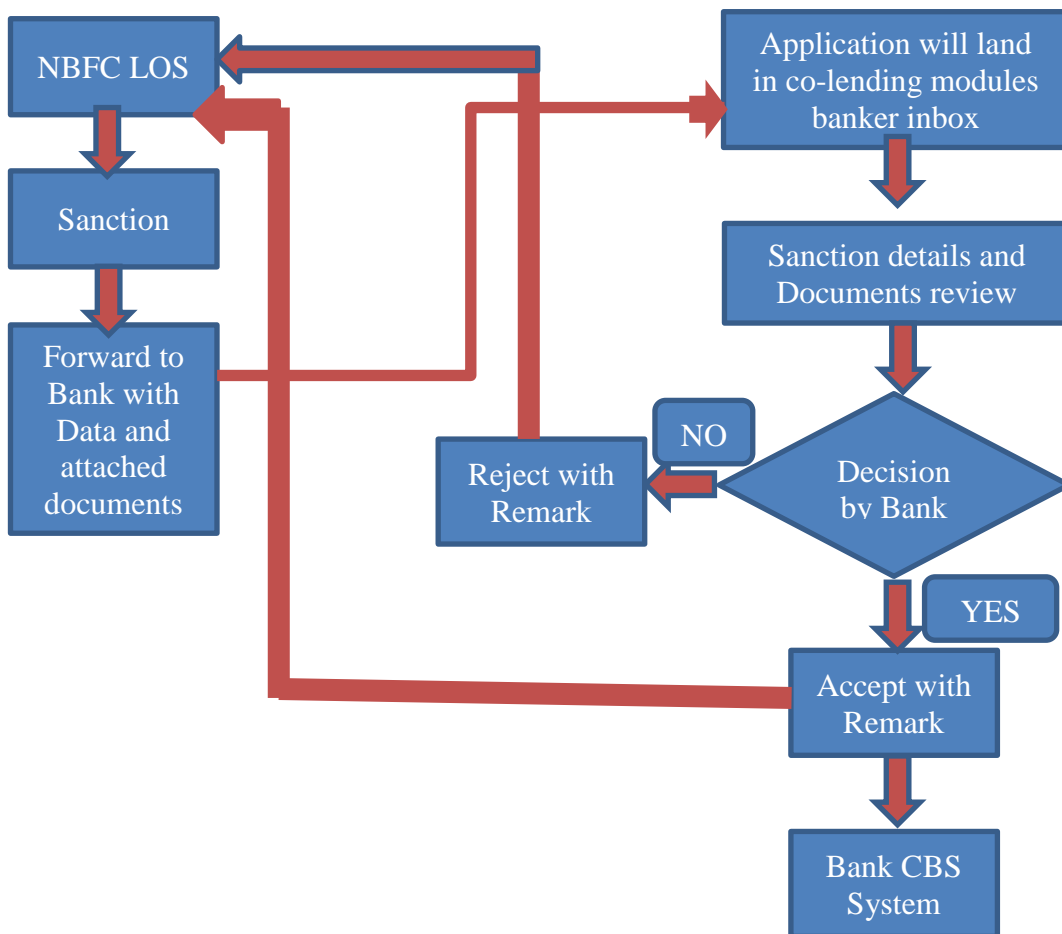 NBFC LOS
Sanction
Forward to
Bank with
Data and
attached
documents
Application will land
in co-lending modules
banker inbox
Sanction details and
Documents review
Decision
by Bank
NO
Reject with
Remark
YES
Accept with
Remark
Bank CBS
System